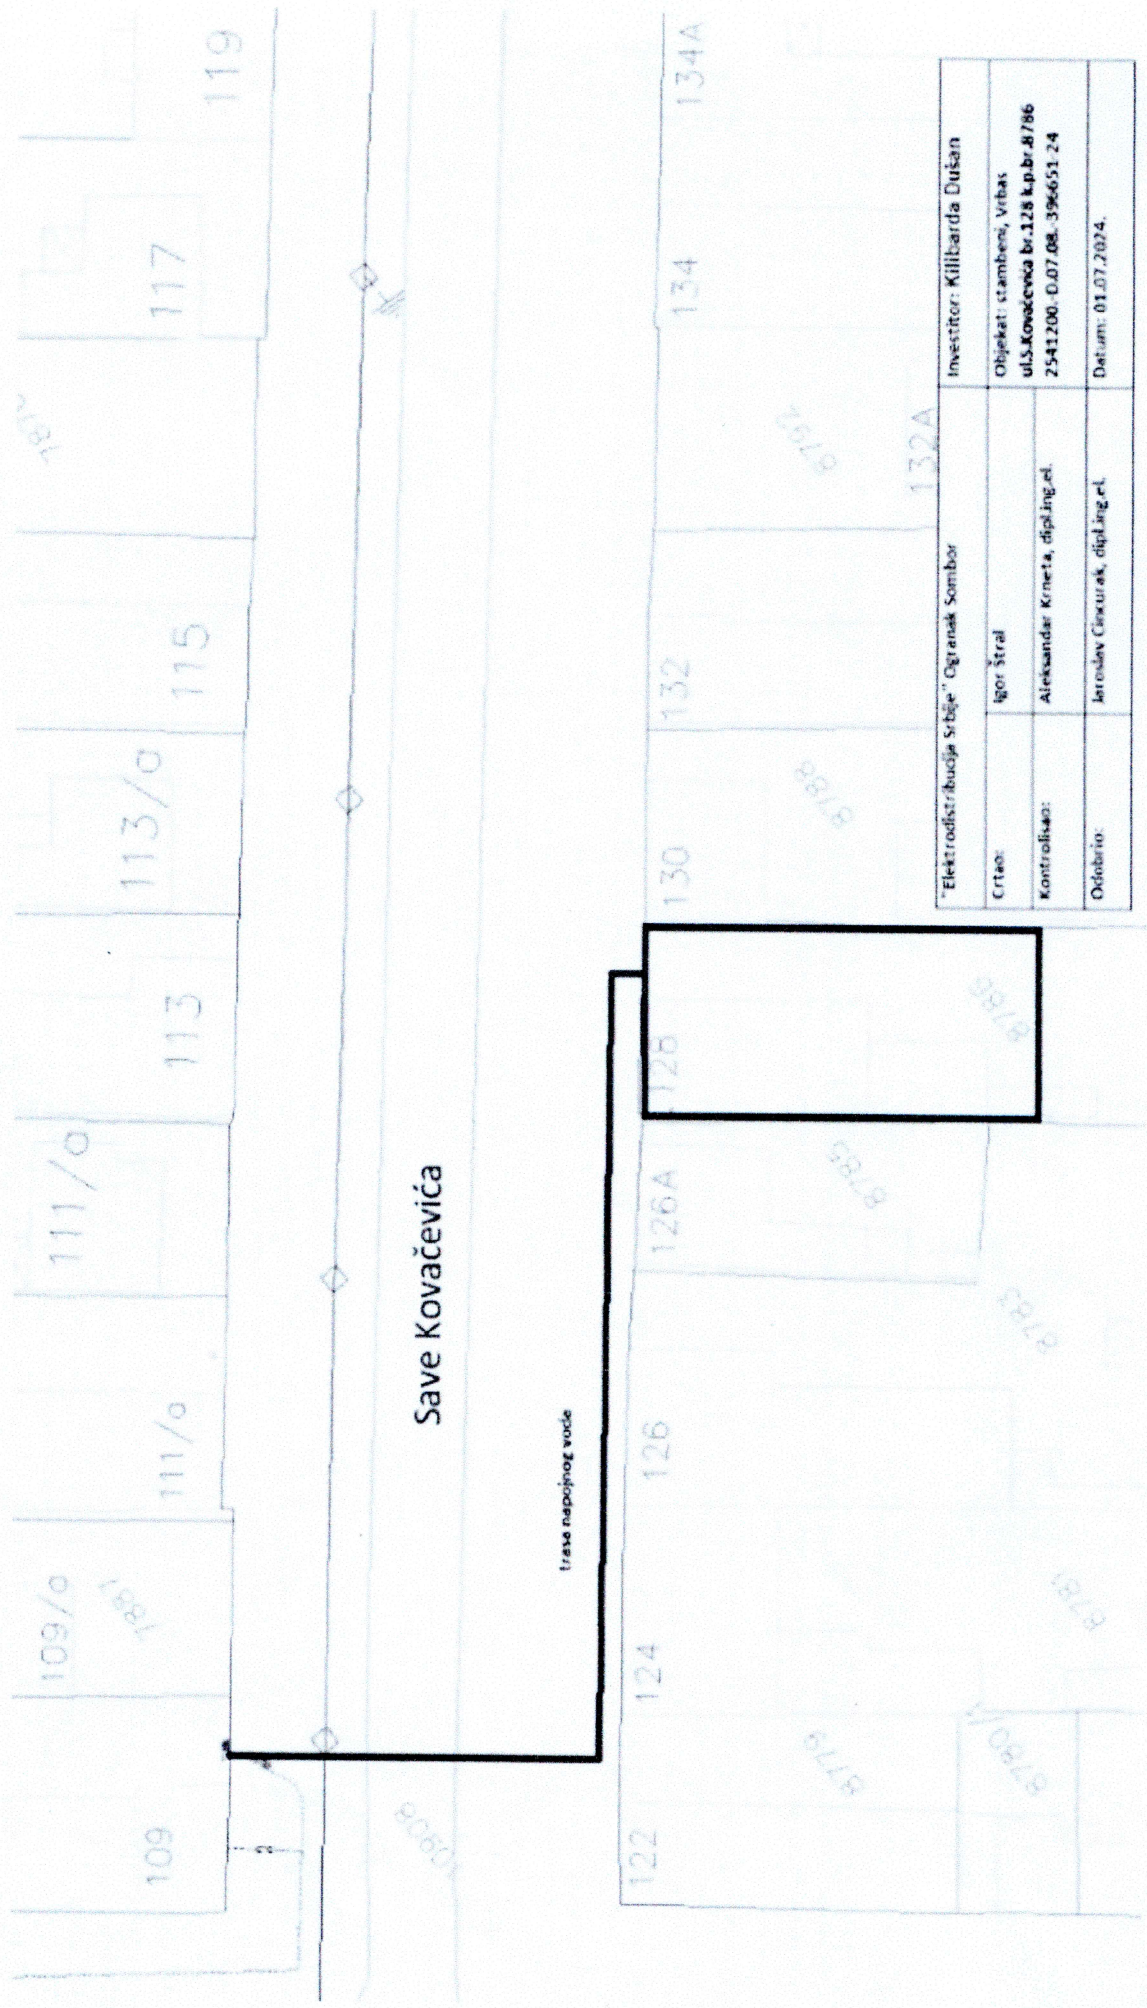 119
117
115
113/o
113
111/o
111/o
109/o
7887
109
Save Kovačevića
trasa napojnog voda
134A
134
132A
132
130
128
126A
126
124
122
8792
8788
8786
8785
8783
8781
8779
"Elektrodistribucija Srbije" Ogranak Sombor
Investitor: Kilibarda Dušan
Crtao:
Igor Štral
Objekat: stambeni, Vrbas
ul.S.Kovačevića br.128 k.p.br.8786
2541200.-D.07.08.-396651-24
Kontrolisao:
Aleksandar Krneta, dipl.ing.el.
Odobrio:
Jaroslav Cincurak, dipl.ing.el.
Datum: 01.07.2024.